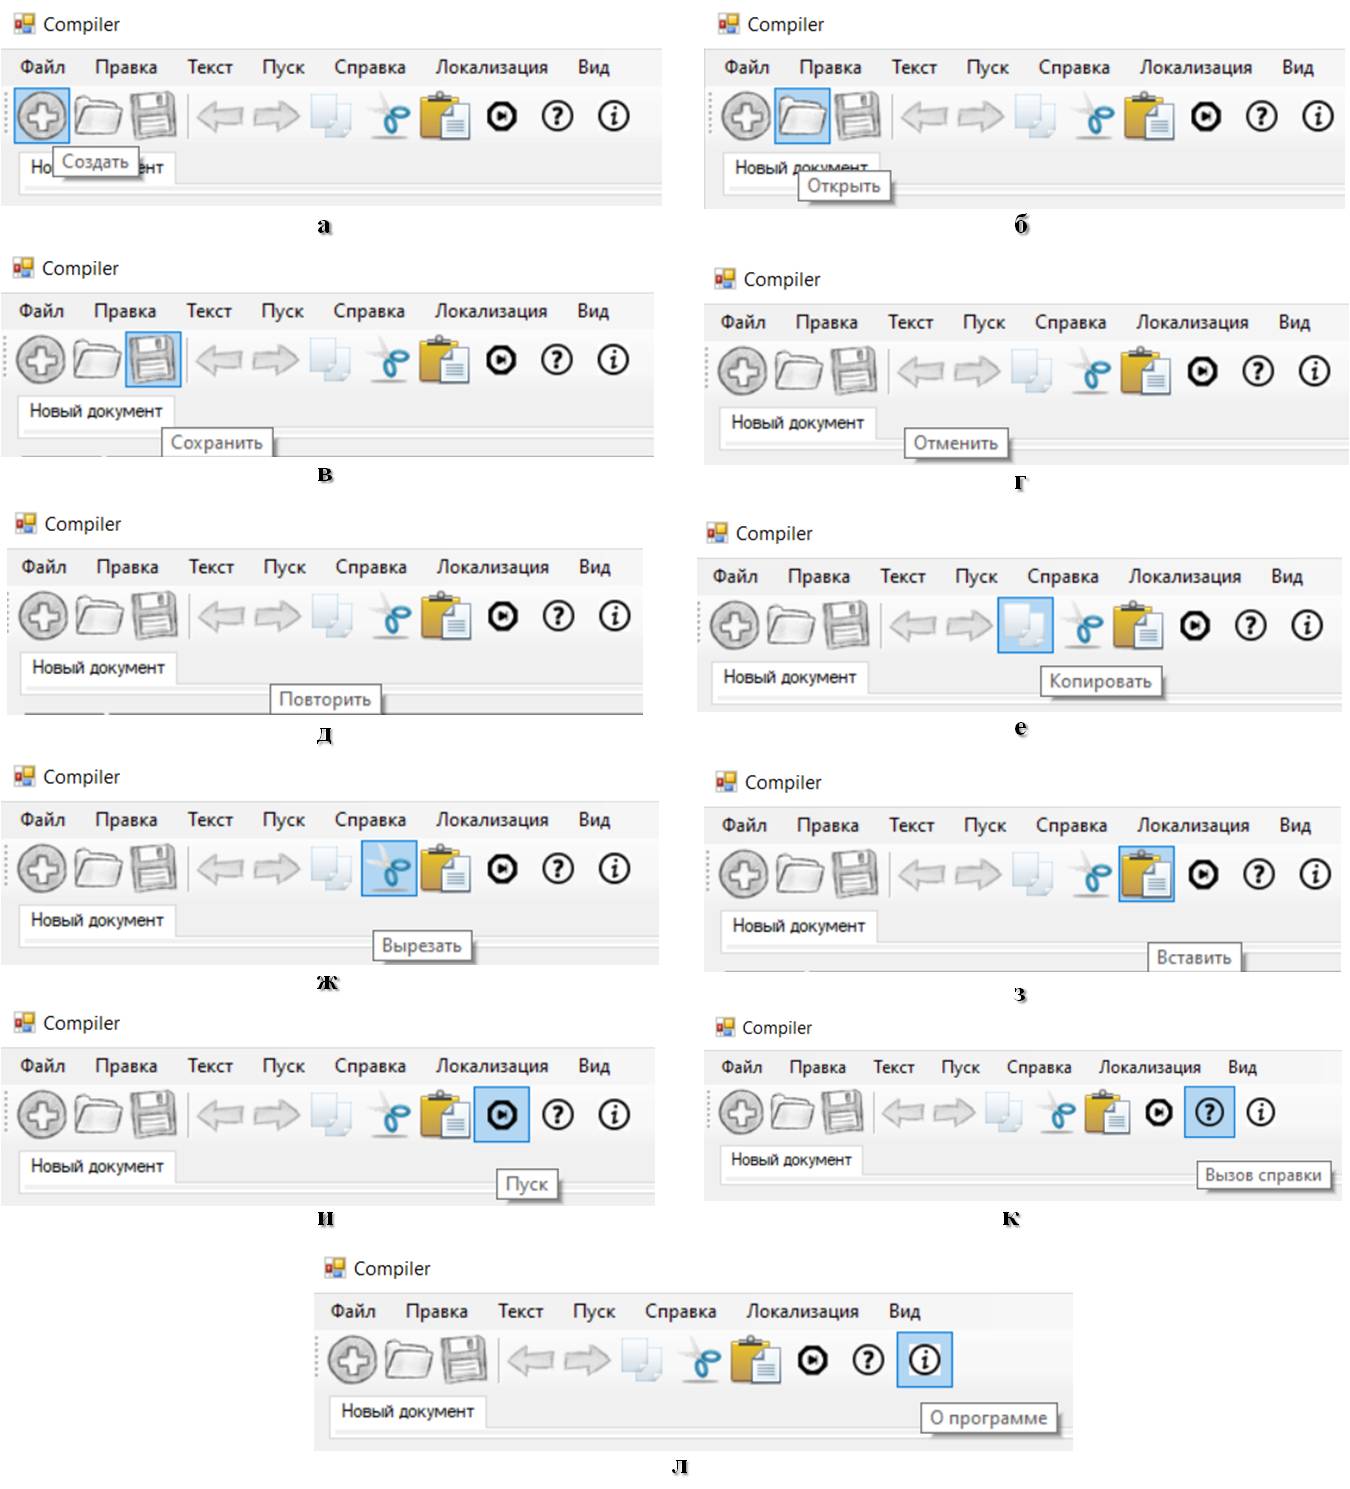 Compiler
Файл Правка Текст Пуск Справка Локализация Вид
Но Создать ент
а
Compiler
Файл Правка Текст Пуск Справка Локализация Вид
Новый документ
Открыть
б
Compiler
Файл Правка Текст Пуск Справка Локализация Вид
Новый документ
Сохранить
в
Compiler
Файл Правка Текст Пуск Справка Локализация Вид
Новый документ
Отменить
г
Compiler
Файл Правка Текст Пуск Справка Локализация Вид
Новый документ
Повторить
д
Compiler
Файл Правка Текст Пуск Справка Локализация Вид
Новый документ
Копировать
е
Compiler
Файл Правка Текст Пуск Справка Локализация Вид
Новый документ
Вырезать
ж
Compiler
Файл Правка Текст Пуск Справка Локализация Вид
Новый документ
Вставить
з
Compiler
Файл Правка Текст Пуск Справка Локализация Вид
Новый документ
Пуск
и
Compiler
Файл Правка Текст Пуск Справка Локализация Вид
Новый документ
Вызов справки
к
Compiler
Файл Правка Текст Пуск Справка Локализация Вид
Новый документ
О программе
л